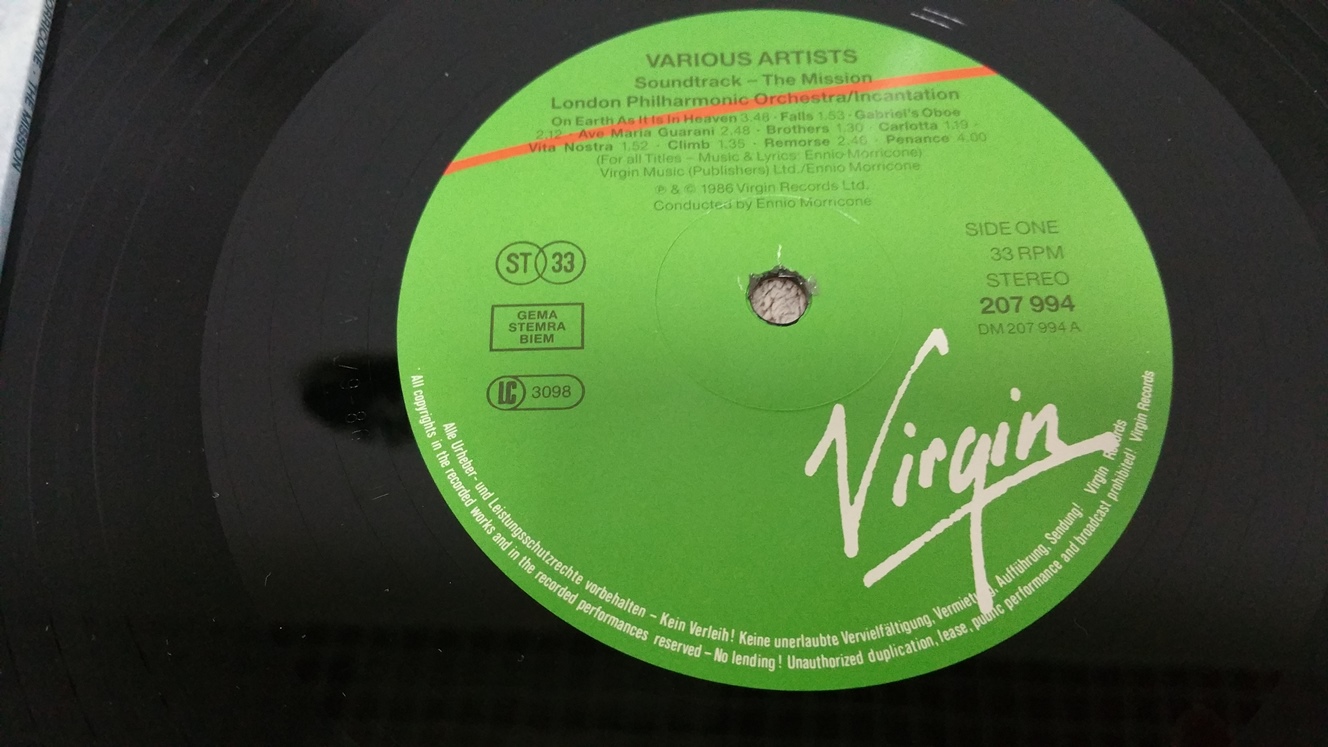 VARIOUS ARTISTS
Soundtrack – The Mission
London Philharmonic Orchestra/Incantation
On Earth As It Is In Heaven 3.48 · Falls 1.53 · Gabriel's Oboe
2.12 · Ave Maria Guarani 2.48 · Brothers 1.30 · Carlotta 1.19 ·
Vita Nostra 1.52 · Climb 1.35 · Remorse 2.46 · Penance 4.00
(For all Titles – Music & Lyrics: Ennio Morricone)
Virgin Music (Publishers) Ltd./Ennio Morricone
℗ & © 1986 Virgin Records Ltd.
Conducted by Ennio Morricone
SIDE ONE
33 RPM
STEREO
207 994
DM 207 994 A
ST 33
GEMA
STEMRA
BIEM
LC 3098
Virgin
Alle Urheber- und Leistungsschutzrechte vorbehalten – Kein Verleih! Keine unerlaubte Vervielfältigung, Vermietung, Aufführung, Sendung! Virgin Records
· All copyrights in the recorded works and in the recorded performances reserved – No lending! Unauthorized duplication, lease, public performance and broadcast prohibited! Virgin Records
THE MISSION